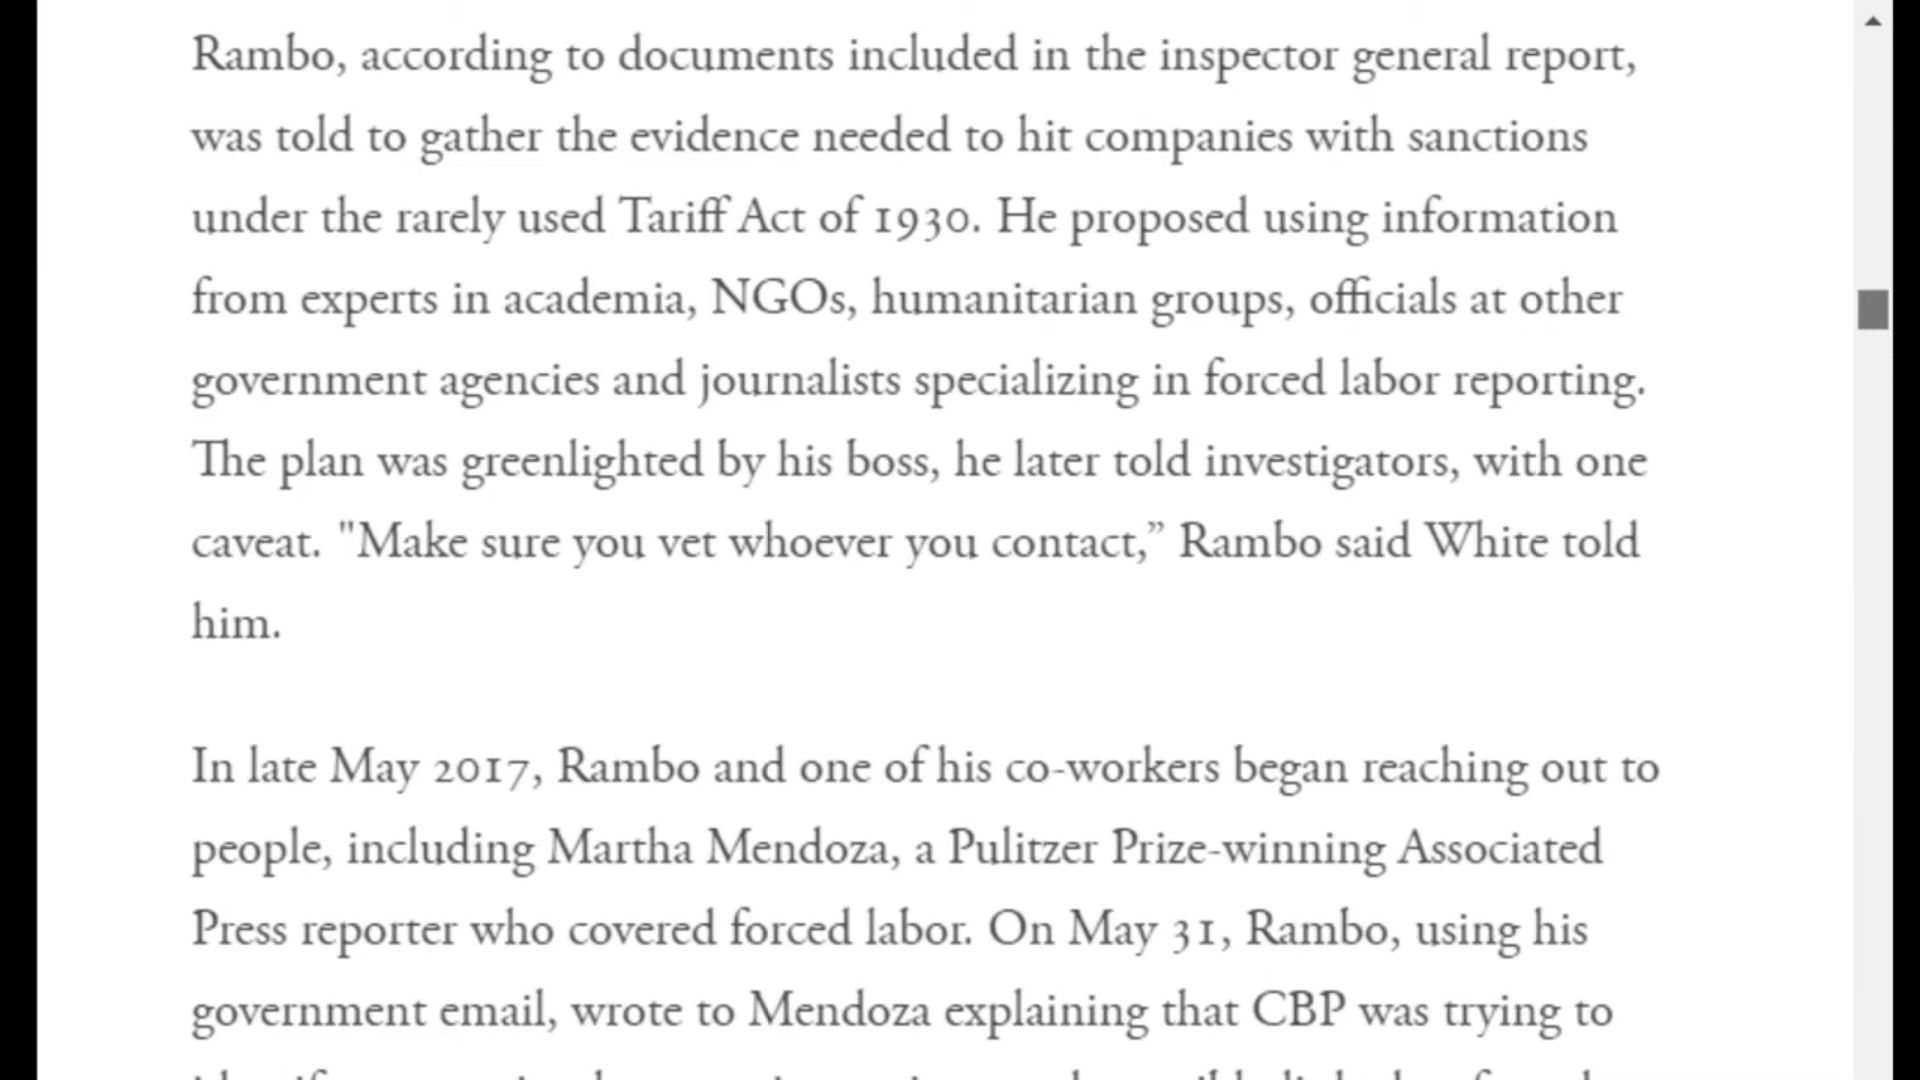 Rambo, according to documents included in the inspector general report,
was told to gather the evidence needed to hit companies with sanctions
under the rarely used Tariff Act of 1930. He proposed using information
from experts in academia, NGOs, humanitarian groups, officials at other
government agencies and journalists specializing in forced labor reporting.
The plan was greenlighted by his boss, he later told investigators, with one
caveat. "Make sure you vet whoever you contact,” Rambo said White told
him.
In late May 2017, Rambo and one of his co-workers began reaching out to
people, including Martha Mendoza, a Pulitzer Prize-winning Associated
Press reporter who covered forced labor. On May 31, Rambo, using his
government email, wrote to Mendoza explaining that CBP was trying to